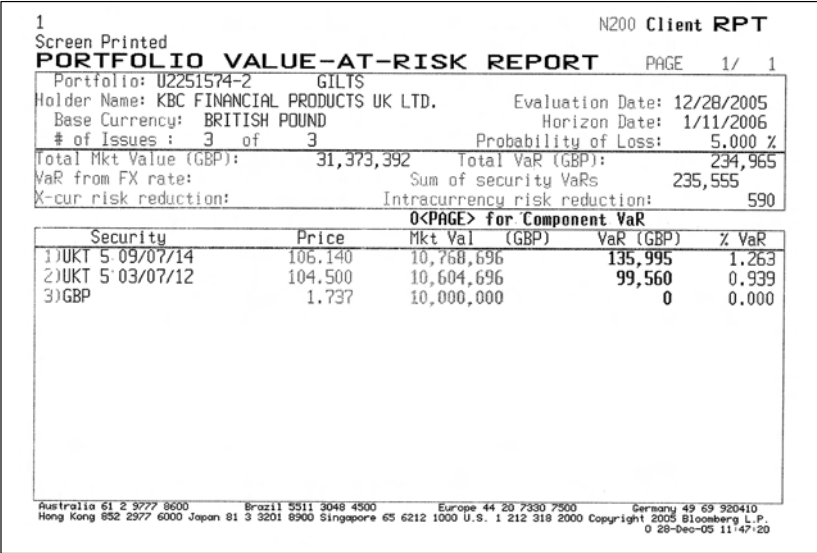 1 N200 Client RPT
Screen Printed
PORTFOLIO VALUE-AT-RISK REPORT PAGE 1/ 1
Portfolio: U2251574-2 GILTS
Holder Name: KBC FINANCIAL PRODUCTS UK LTD. Evaluation Date: 12/28/2005
Base Currency: BRITISH POUND Horizon Date: 1/11/2006
# of Issues : 3 of 3 Probability of Loss: 5.000 %
Total Mkt Value (GBP): 31,373,392 Total VaR (GBP): 234,965
VaR from FX rate: Sum of security VaRs 235,555
X-cur risk reduction: Intracurrency risk reduction: 590
0<PAGE> for Component VaR
Security Price Mkt Val (GBP) VaR (GBP) % VaR
1)UKT 5 09/07/14 106.140 10,768,696 135,995 1.263
2)UKT 5 03/07/12 104.500 10,604,696 99,560 0.939
3)GBP 1.737 10,000,000 0 0.000
Australia 61 2 9777 8600 Brazil 5511 3048 4500 Europe 44 20 7330 7500 Germany 49 69 920410
Hong Kong 852 2977 6000 Japan 81 3 3201 8900 Singapore 65 6212 1000 U.S. 1 212 318 2000 Copyright 2005 Bloomberg L.P.
0 28-Dec-05 11:47:20